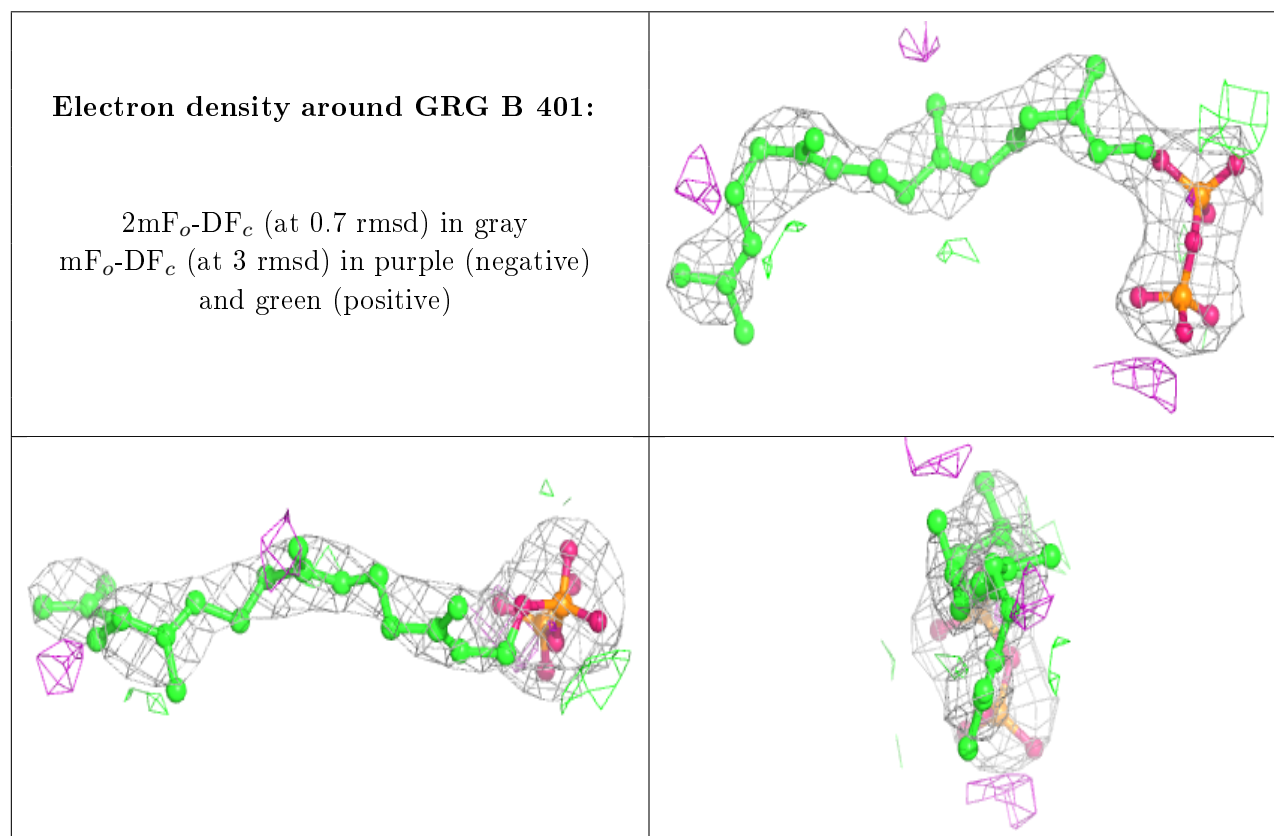 Electron density around GRG B 401:
2mFo-DFc (at 0.7 rmsd) in gray
mFo-DFc (at 3 rmsd) in purple (negative)
and green (positive)